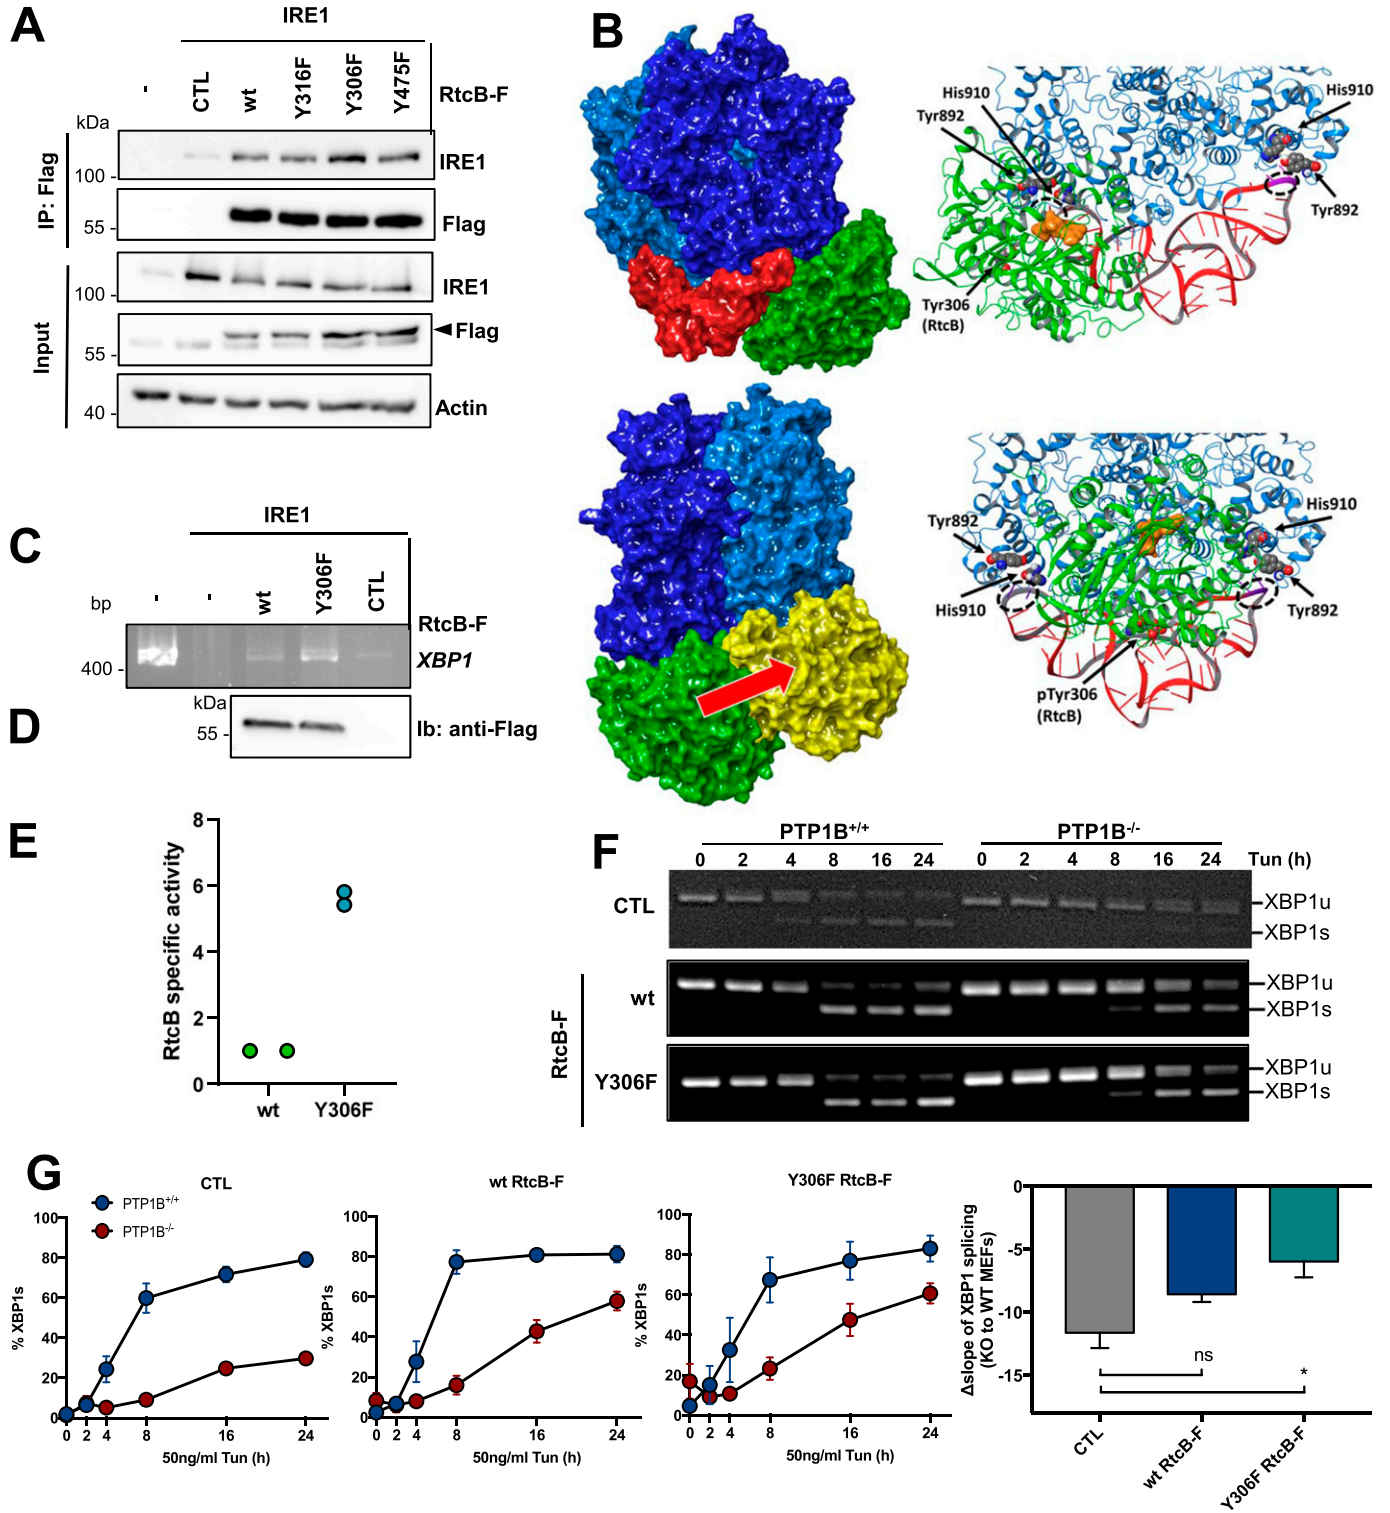 A
IRE1
-
CTL
wt
Y316F
Y306F
Y475F
RtcB-F
kDa
IP: Flag
100 -
IRE1
55 -
Flag
Input
100 -
IRE1
55 -
Flag
40 -
Actin
B
His910
Tyr892
His910
Tyr892
Tyr306
(RtcB)
Tyr892
His910
His910
Tyr892
pTyr306
(RtcB)
C
IRE1
-
-
wt
Y306F
CTL
RtcB-F
bp
400 -
XBP1
D
kDa
55 -
Ib: anti-Flag
E
RtcB specific activity
8
6
4
2
0
wt
Y306F
F
PTP1B+/+
PTP1B-/-
0 2 4 8 16 24 0 2 4 8 16 24 Tun (h)
CTL
XBP1u
XBP1s
RtcB-F
wt
XBP1u
XBP1s
Y306F
XBP1u
XBP1s
G
CTL
PTP1B+/+
PTP1B-/-
% XBP1s
100
80
60
40
20
0
0 2 4 8 16 24
50ng/ml Tun (h)
wt RtcB-F
% XBP1s
100
80
60
40
20
0
0 2 4 8 16 24
50ng/ml Tun (h)
Y306F RtcB-F
% XBP1s
100
80
60
40
20
0
0 2 4 8 16 24
50ng/ml Tun (h)
Δslope of XBP1 splicing
(KO to WT MEFs)
0
-5
-10
-15
ns
*
CTL
wt RtcB-F
Y306F RtcB-F